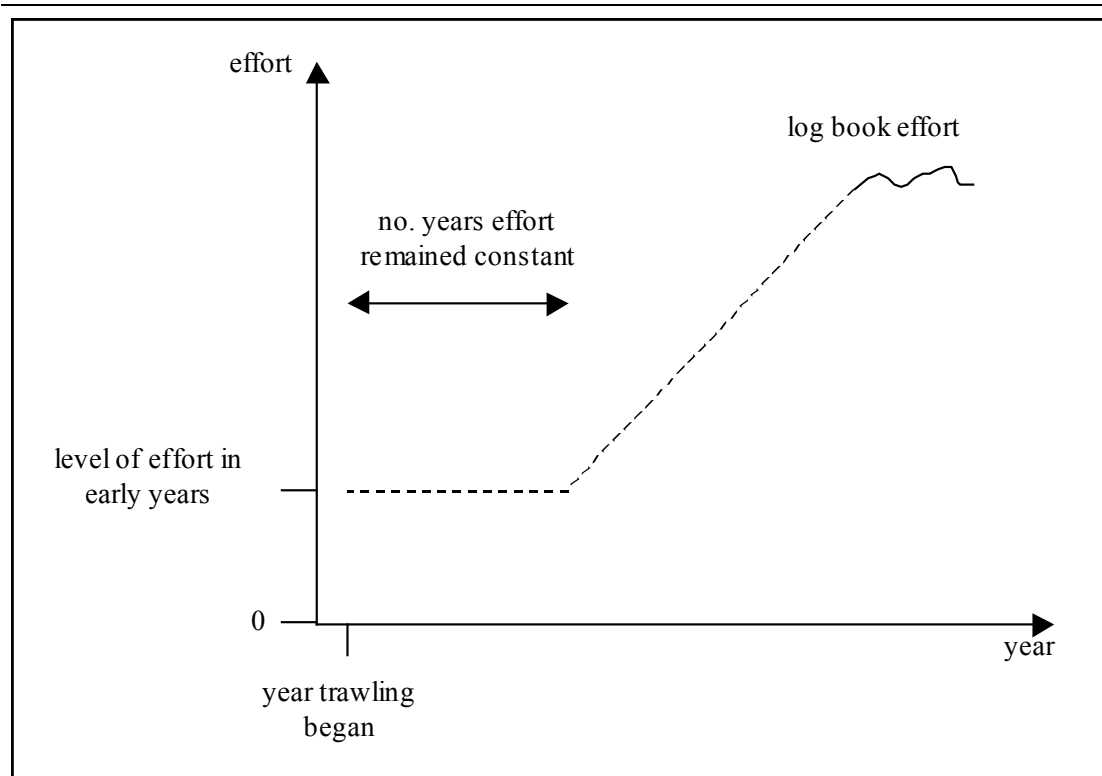 effort
log book effort
no. years effort
remained constant
level of effort in
early years
0
year
year trawling
began